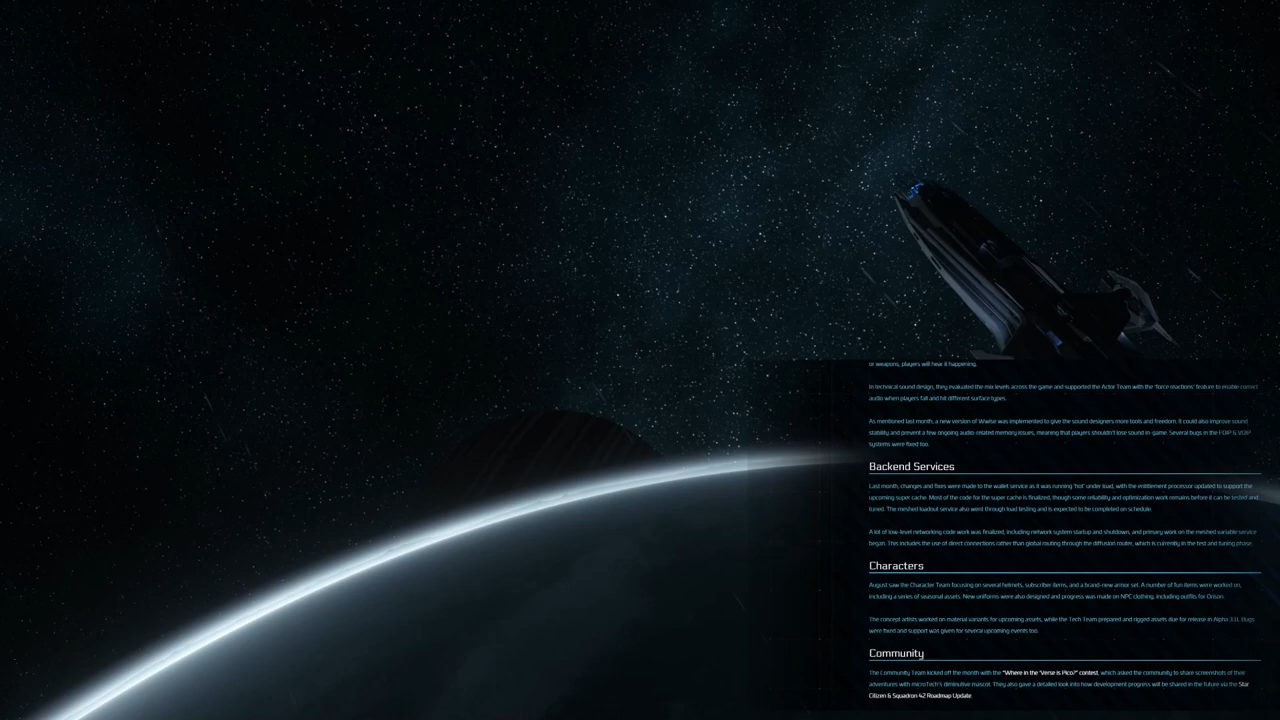 or weapons, players will hear it happening.
In technical sound design, they evaluated the mix levels across the game and supported the Actor Team with the 'force reactions' feature to enable correct
audio when players fall and hit different surface types.
As mentioned last month, a new version of Wwise was implemented to give the sound designers more tools and freedom. It could also improve sound
stability and prevent a few ongoing audio-related memory issues, meaning that players shouldn't lose sound in-game. Several bugs in the FOIP & VOIP
systems were fixed too.
Backend Services
Last month, changes and fixes were made to the wallet service as it was running 'hot' under load, with the entitlement processor updated to support the
upcoming super cache. Most of the code for the super cache is finalized, though some reliability and optimization work remains before it can be tested and
tuned. The meshed loadout service also went through load testing and is expected to be completed on schedule.
A lot of low-level networking code work was finalized, including network system startup and shutdown, and primary work on the meshed variable service
began. This includes the use of direct connections rather than global routing through the diffusion router, which is currently in the test and tuning phase.
Characters
August saw the Character Team focusing on several helmets, subscriber items, and a brand-new armor set. A number of fun items were worked on,
including a series of seasonal assets. New uniforms were also designed and progress was made on NPC clothing, including outfits for Orison.
The concept artists worked on material variants for upcoming assets, while the Tech Team prepared and rigged assets due for release in Alpha 3.11. Bugs
were fixed and support was given for several upcoming events too.
Community
The Community Team kicked off the month with the "Where in the 'Verse is Pico?" contest, which asked the community to share screenshots of their
adventures with microTech's diminutive mascot. They also gave a detailed look into how development progress will be shared in the future via the Star
Citizen & Squadron 42 Roadmap Update